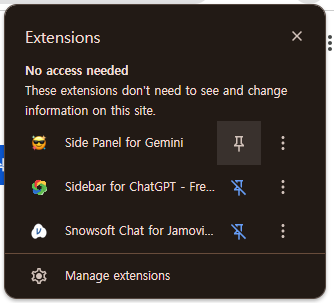 Extensions
No access needed
These extensions don't need to see and change
information on this site.
Side Panel for Gemini
Sidebar for ChatGPT - Fre...
Snowsoft Chat for Jamovi...
Manage extensions